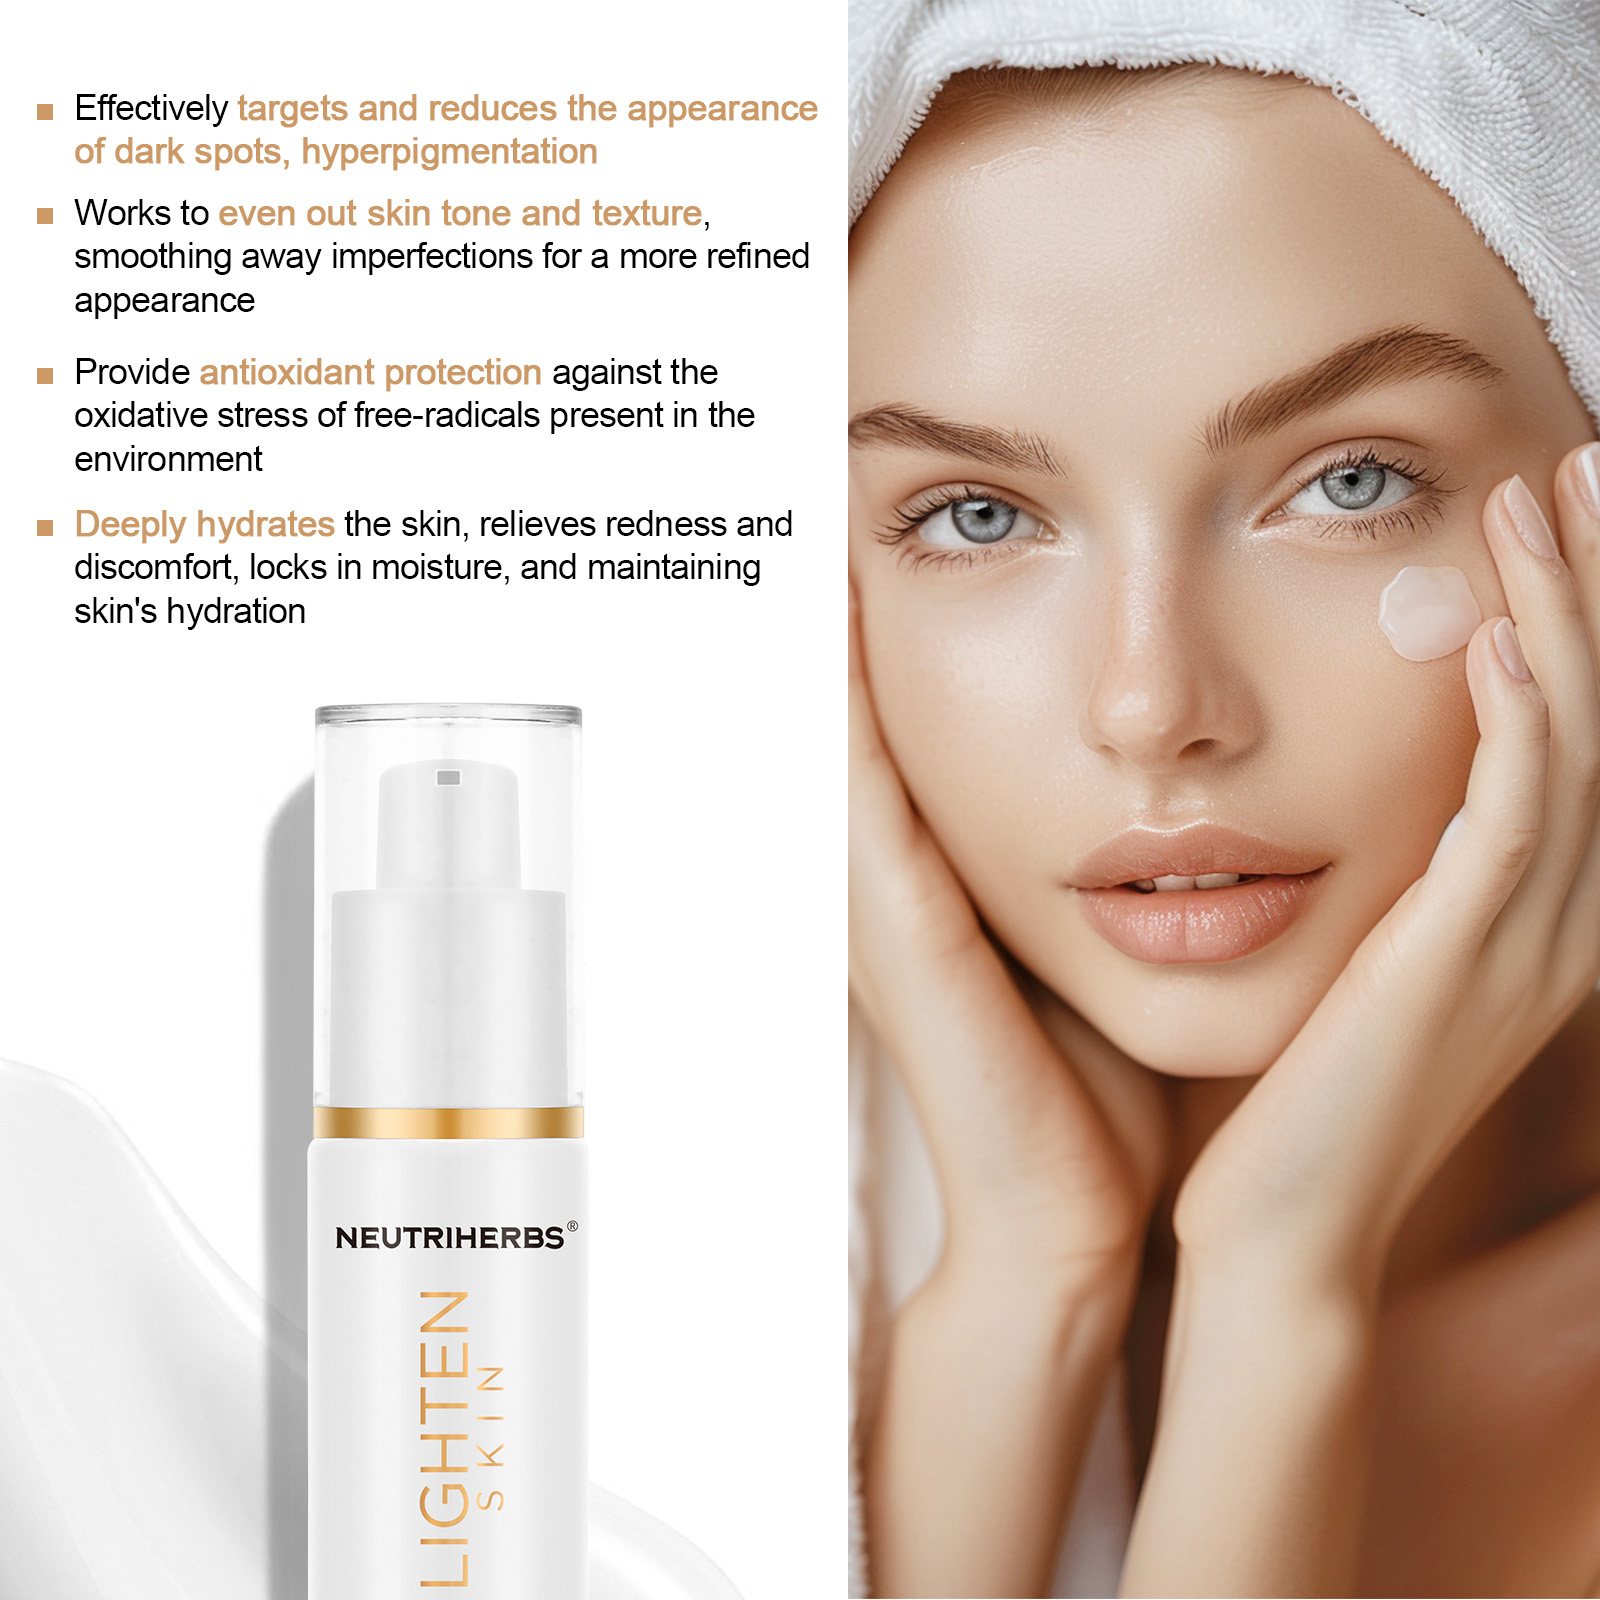 Effectively targets and reduces the appearance
of dark spots, hyperpigmentation
Works to even out skin tone and texture,
smoothing away imperfections for a more refined
appearance
Provide antioxidant protection against the
oxidative stress of free-radicals present in the
environment
Deeply hydrates the skin, relieves redness and
discomfort, locks in moisture, and maintaining
skin's hydration
NEUTRIHERBS®
LIGHTEN
SKIN